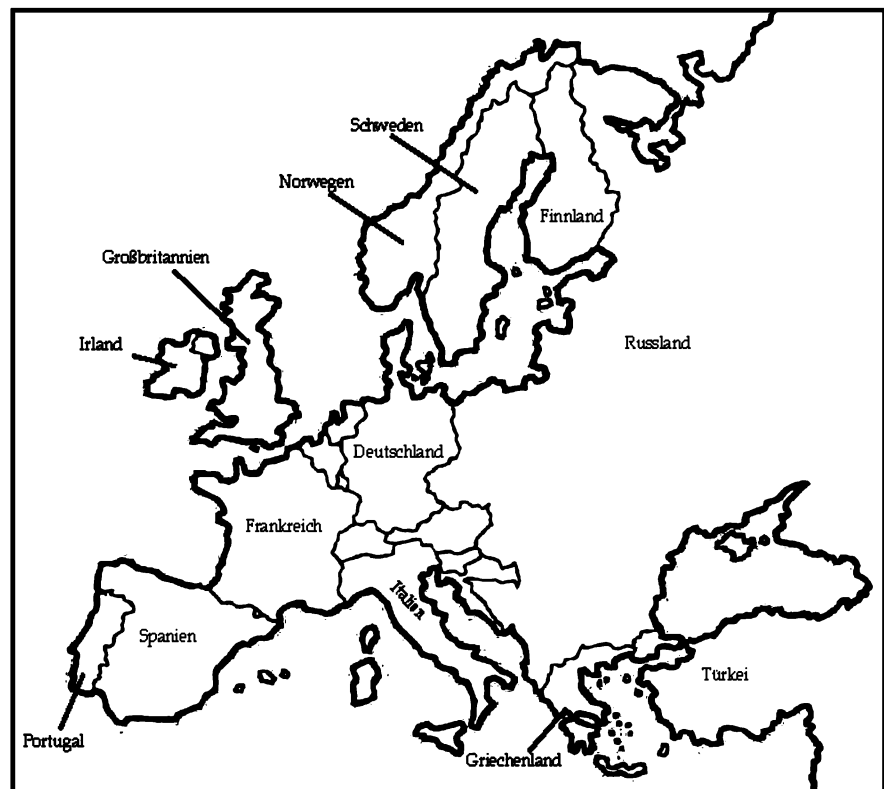 Schweden
Norwegen
Finnland
Großbritannien
Irland
Russland
Deutschland
Frankreich
Italien
Spanien
Türkei
Portugal
Griechenland